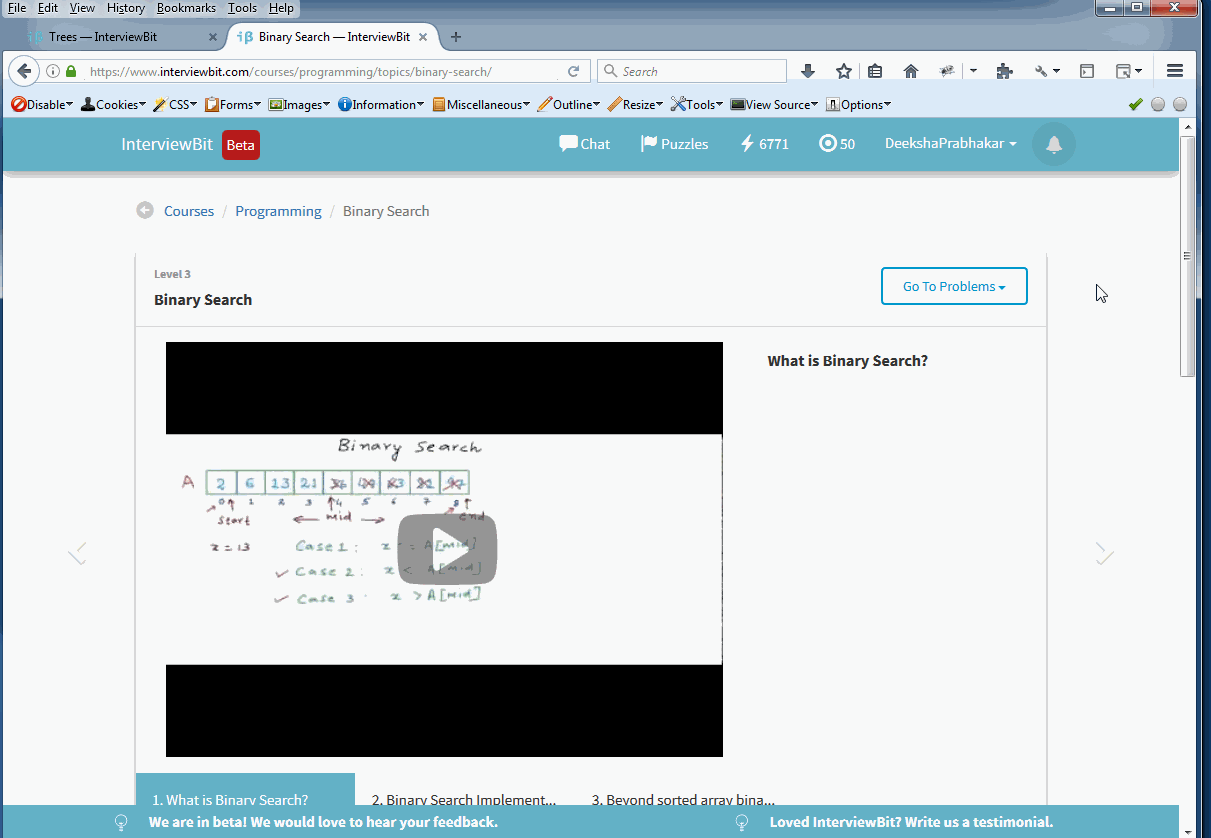 File Edit View History Bookmarks Tools Help
Trees — InterviewBit
Binary Search — InterviewBit
https://www.interviewbit.com/courses/programming/topics/binary-search/
Search
Disable Cookies CSS Forms Images Information Miscellaneous Outline Resize Tools View Source Options
InterviewBit Beta Chat Puzzles 6771 50 DeekshaPrabhakar
Courses / Programming / Binary Search
Level 3
Binary Search
Go To Problems
What is Binary Search?
Binary Search
A 2 6 13 21
0 1 2 3 4 5 6 7 8
start mid end
x = 13 Case 1: x = A[mid]
Case 2: x < A[mid]
Case 3: x > A[mid]
1. What is Binary Search? 2. Binary Search Implement... 3. Beyond sorted array bina...
We are in beta! We would love to hear your feedback. Loved InterviewBit? Write us a testimonial.